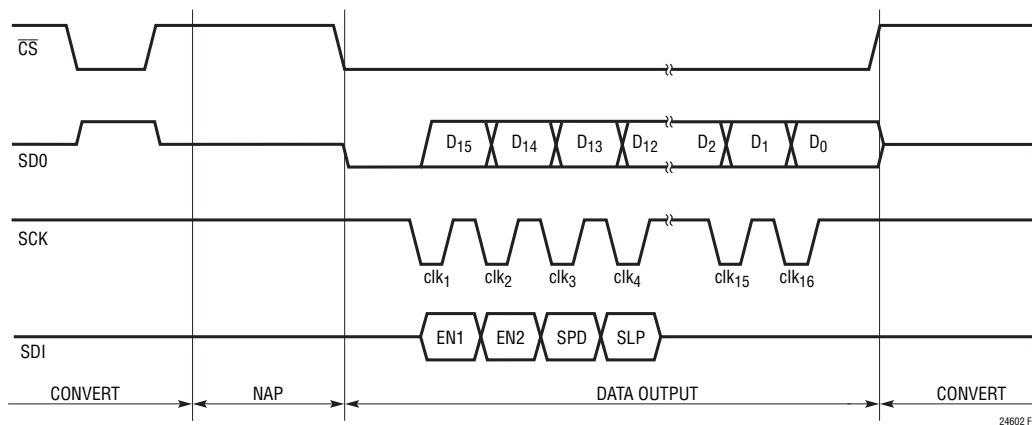 CS
SD0
D15 D14 D13 D12 D2 D1 D0
SCK
clk1 clk2 clk3 clk4 clk15 clk16
SDI
EN1 EN2 SPD SLP
CONVERT NAP DATA OUTPUT CONVERT
24602 F